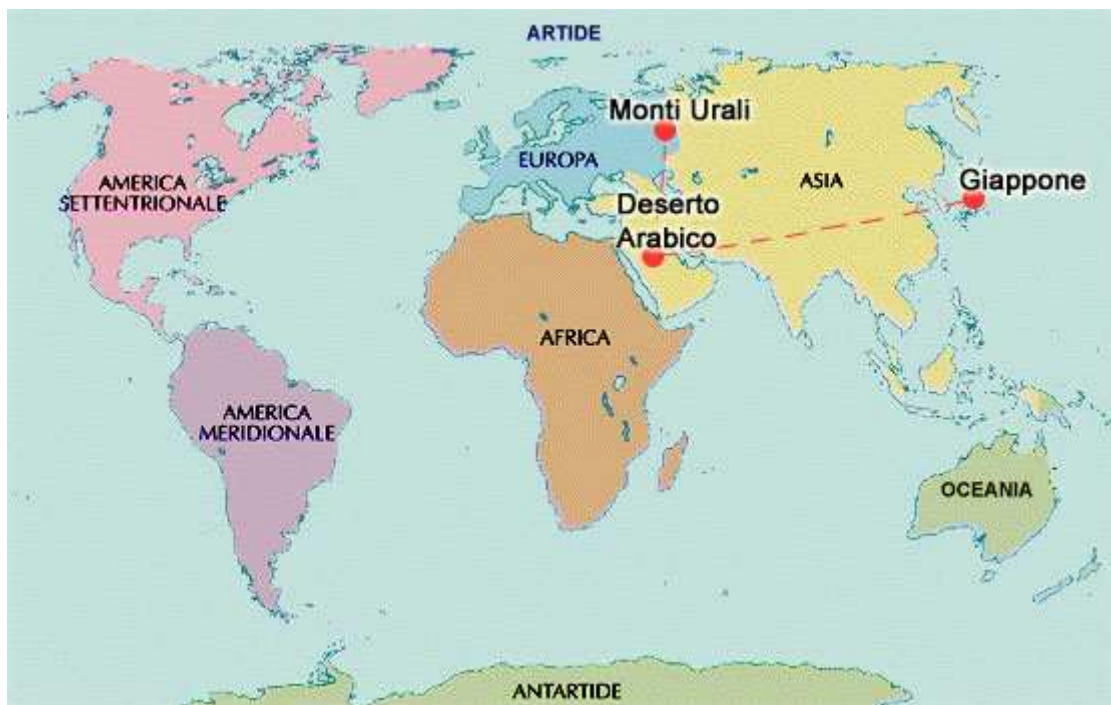 ARTIDE
Monti Urali
EUROPA
AMERICA
SETTENTRIONALE
ASIA
Giappone
Deserto
Arabico
AFRICA
AMERICA
MERIDIONALE
OCEANIA
ANTARTIDE